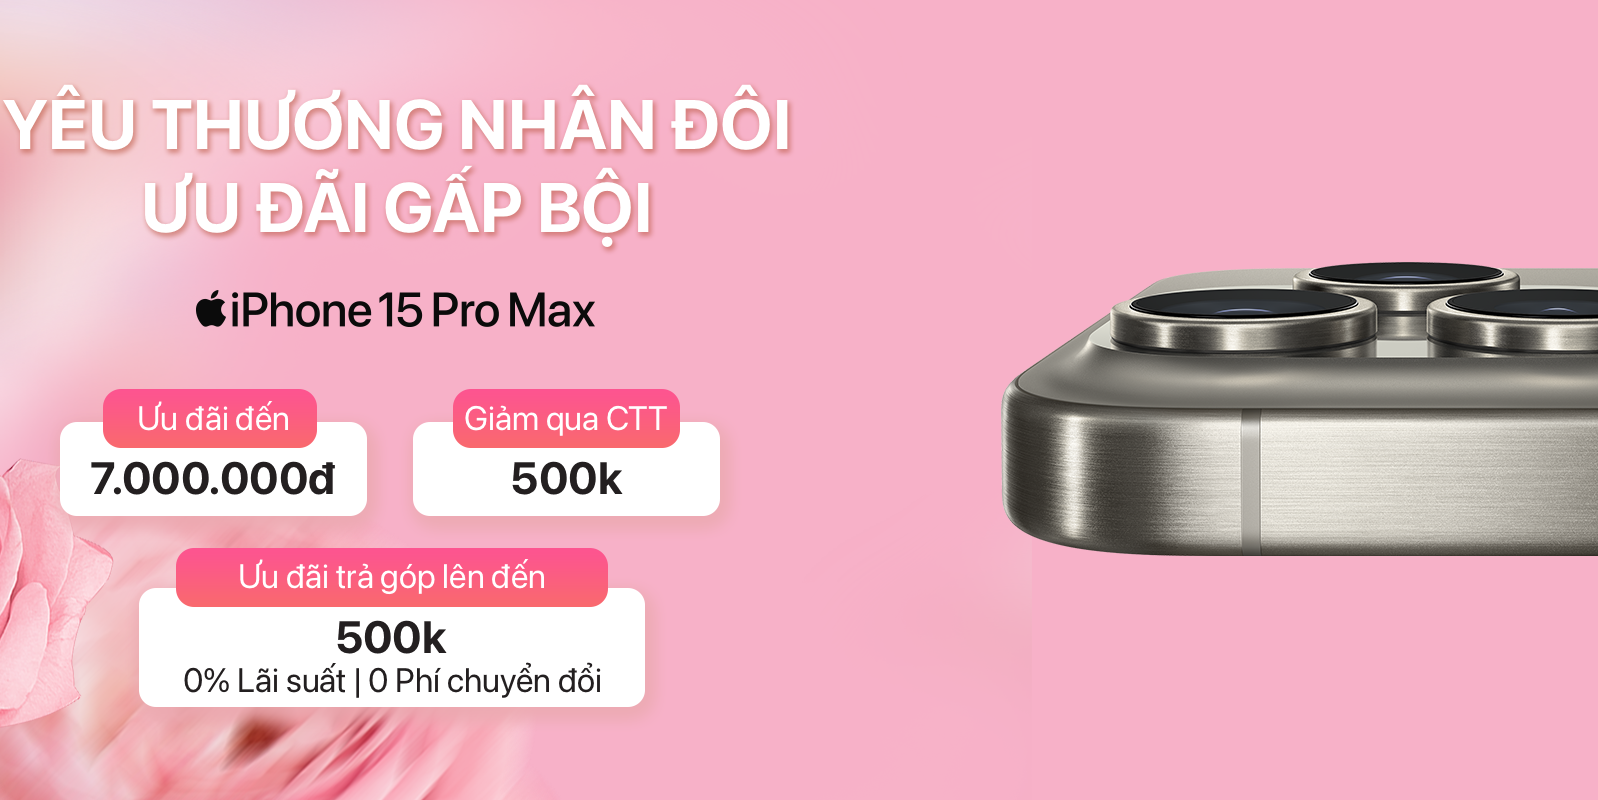 YÊU THƯƠNG NHÂN ĐÔI
ƯU ĐÃI GẤP BỘI
iPhone 15 Pro Max
Ưu đãi đến
7.000.000đ
Giảm qua CTT
500k
Ưu đãi trả góp lên đến
500k
0% Lãi suất | 0 Phí chuyển đổi